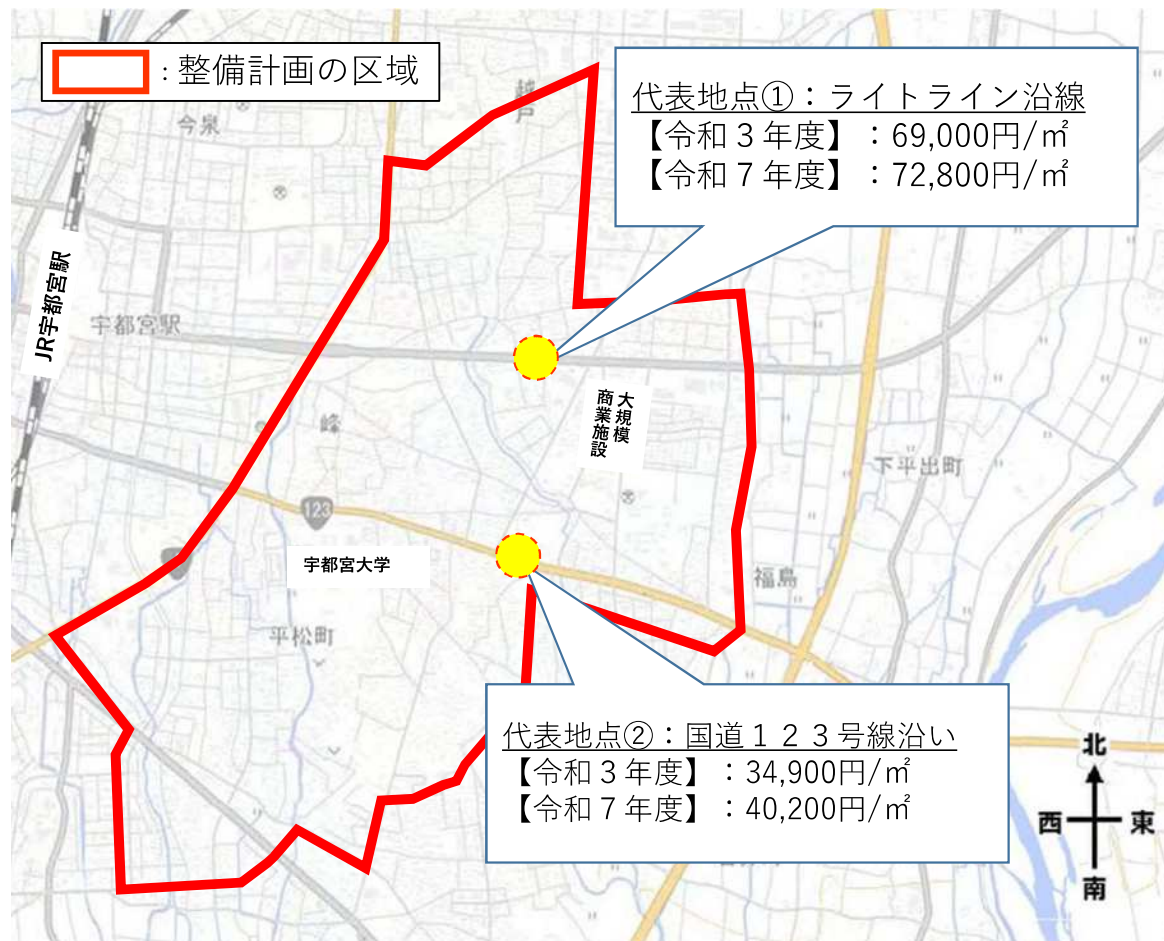 ：整備計画の区域
代表地点①：ライトライン沿線
【令和３年度】：69,000円/㎡
【令和７年度】：72,800円/㎡
今泉
越戸
JR宇都宮駅
宇都宮駅
大規模
商業施設
峰
下平出町
123
宇都宮大学
福島
平松町
代表地点②：国道１２３号線沿い
【令和３年度】：34,900円/㎡
【令和７年度】：40,200円/㎡
北
西
東
南